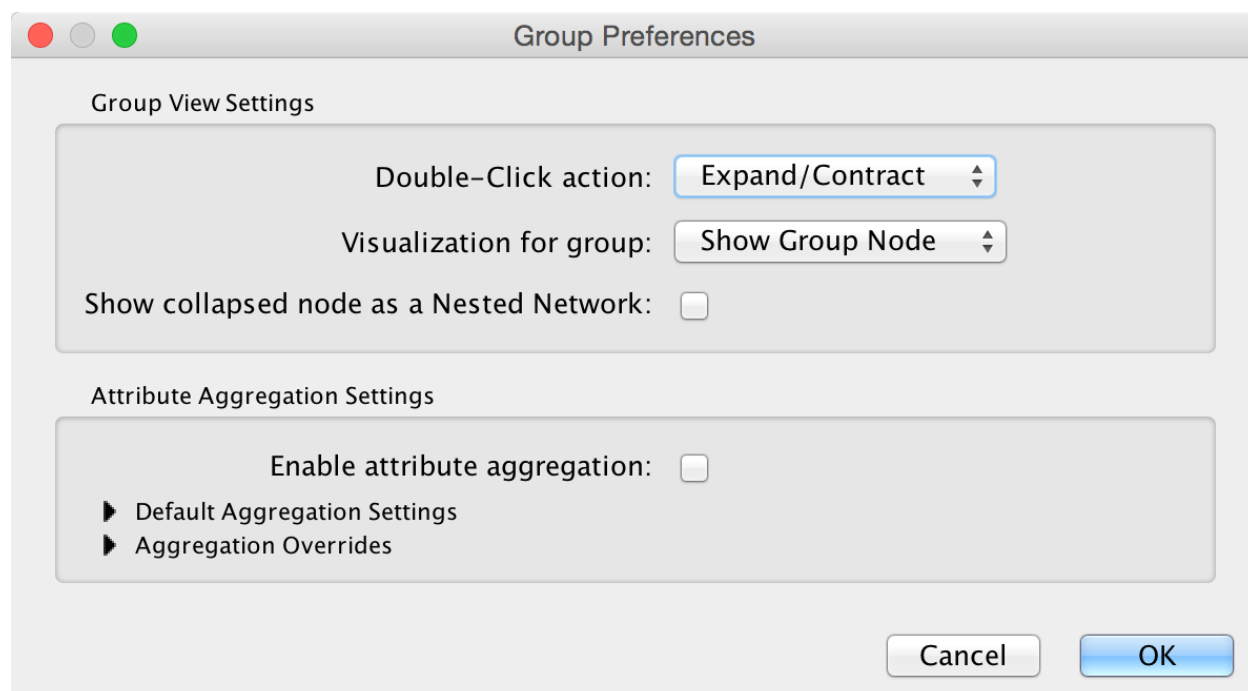 Group Preferences
Group View Settings
Double-Click action: Expand/Contract
Visualization for group: Show Group Node
Show collapsed node as a Nested Network:
Attribute Aggregation Settings
Enable attribute aggregation:
Default Aggregation Settings
Aggregation Overrides
Cancel OK